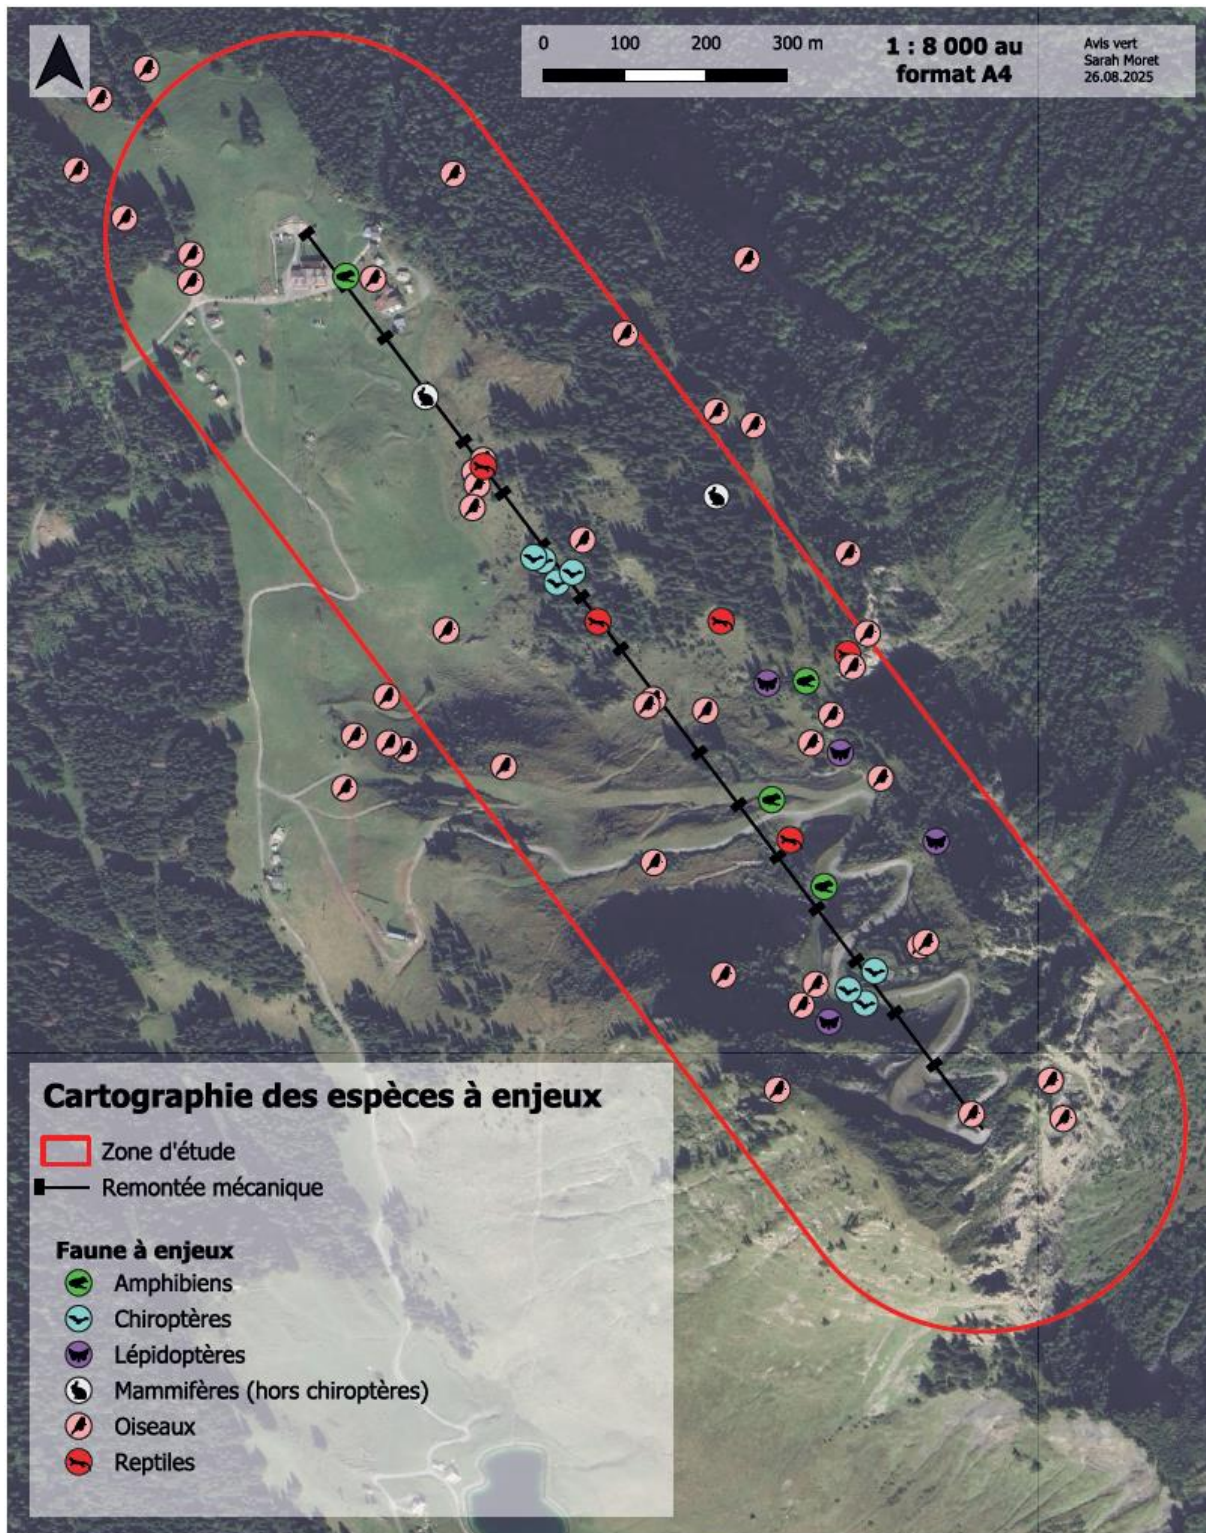 0 100 200 300 m
1 : 8 000 au
format A4
Avis vert
Sarah Moret
26.08.2025
Cartographie des espèces à enjeux
Zone d'étude
Remontée mécanique
Faune à enjeux
Amphibiens
Chiroptères
Lépidoptères
Mammifères (hors chiroptères)
Oiseaux
Reptiles